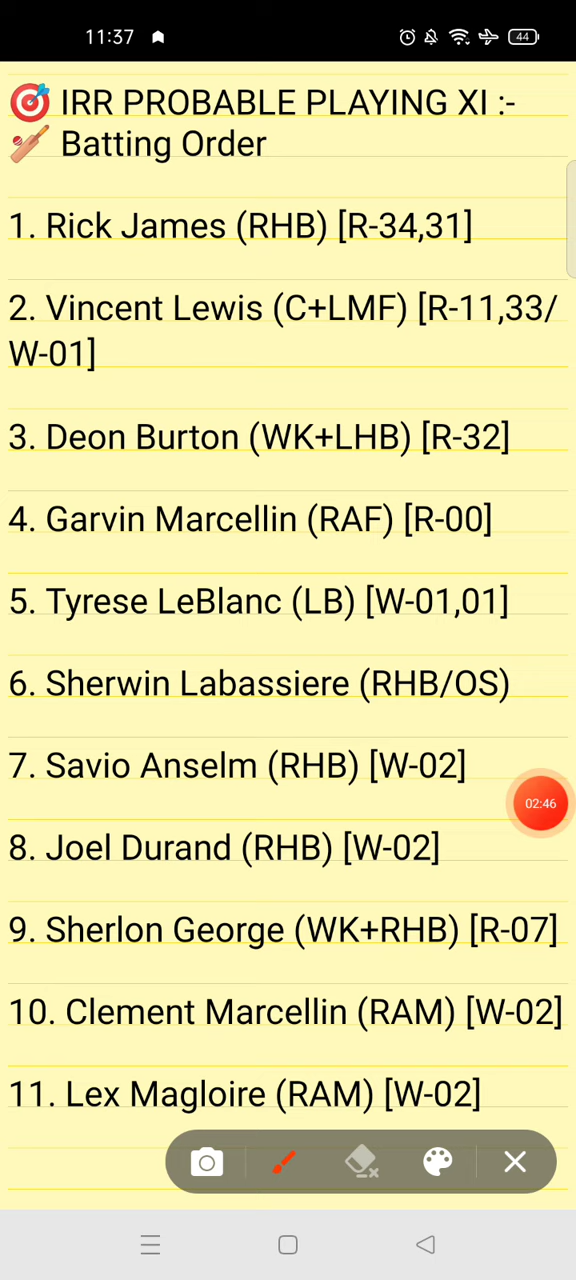 11:37
44
🎯 IRR PROBABLE PLAYING XI :-
🏏 Batting Order
1. Rick James (RHB) [R-34,31]
2. Vincent Lewis (C+LMF) [R-11,33/
W-01]
3. Deon Burton (WK+LHB) [R-32]
4. Garvin Marcellin (RAF) [R-00]
5. Tyrese LeBlanc (LB) [W-01,01]
6. Sherwin Labassiere (RHB/OS)
7. Savio Anselm (RHB) [W-02]
02:46
8. Joel Durand (RHB) [W-02]
9. Sherlon George (WK+RHB) [R-07]
10. Clement Marcellin (RAM) [W-02]
11. Lex Magloire (RAM) [W-02]